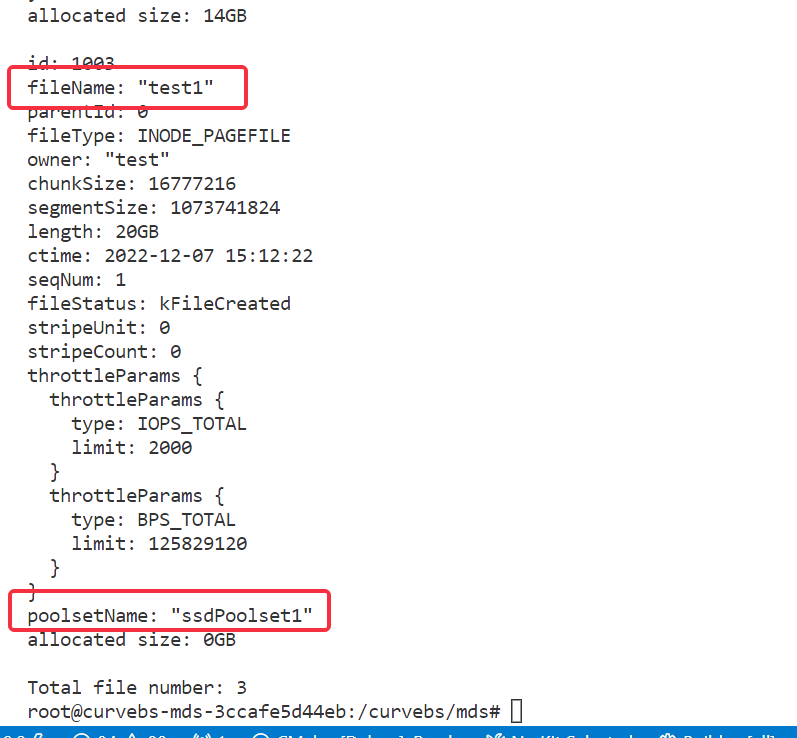 allocated size: 14GB
id: 1003
fileName: "test1"
parentId: 0
fileType: INODE_PAGEFILE
owner: "test"
chunkSize: 16777216
segmentSize: 1073741824
length: 20GB
ctime: 2022-12-07 15:12:22
seqNum: 1
fileStatus: kFileCreated
stripeUnit: 0
stripeCount: 0
throttleParams {
  throttleParams {
    type: IOPS_TOTAL
    limit: 2000
  }
  throttleParams {
    type: BPS_TOTAL
    limit: 125829120
  }
}
poolsetName: "ssdPoolset1"
allocated size: 0GB
Total file number: 3
root@curvebs-mds-3ccafe5d44eb:/curvebs/mds#